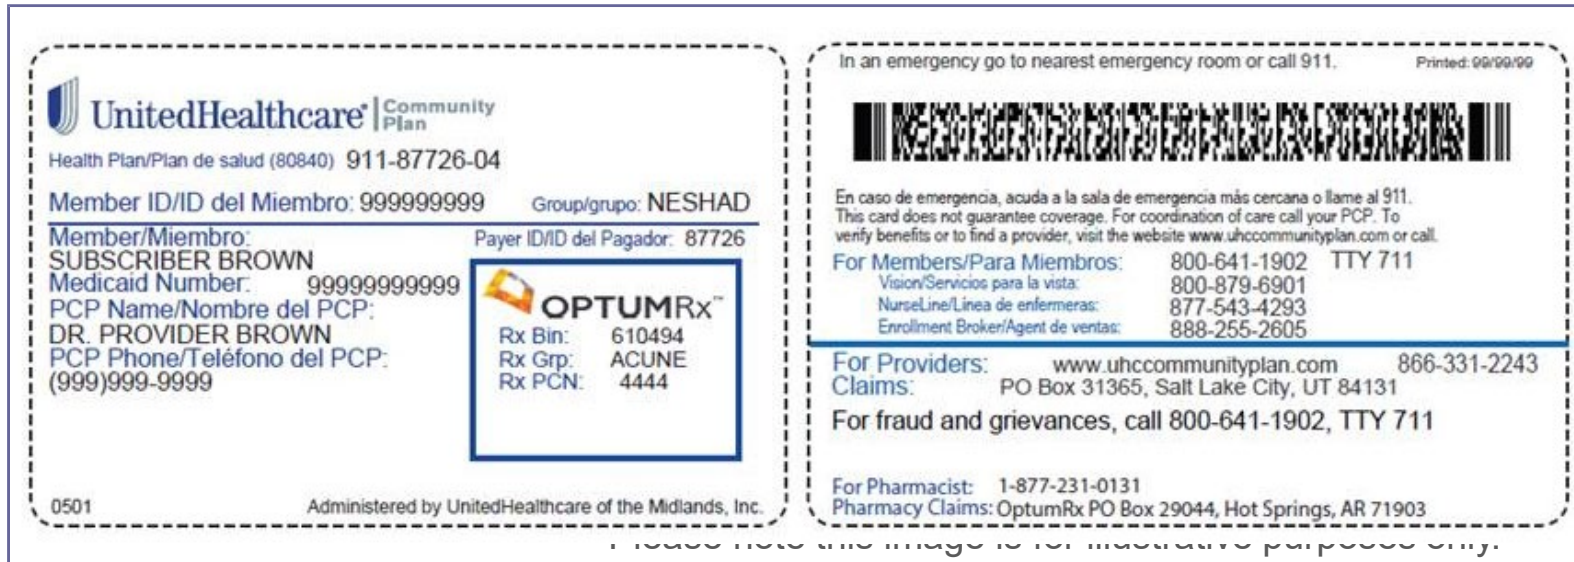 UnitedHealthcare® | Community Plan
Health Plan/Plan de salud (80840) 911-87726-04
Member ID/ID del Miembro: 999999999 Group/grupo: NESHAD
Member/Miembro: Payer ID/ID del Pagador: 87726
SUBSCRIBER BROWN
Medicaid Number: 99999999999
PCP Name/Nombre del PCP:
DR. PROVIDER BROWN
PCP Phone/Teléfono del PCP:
(999)999-9999
OPTUMRx™
Rx Bin: 610494
Rx Grp: ACUNE
Rx PCN: 4444
0501 Administered by UnitedHealthcare of the Midlands, Inc.
In an emergency go to nearest emergency room or call 911. Printed: 99/99/99
En caso de emergencia, acuda a la sala de emergencia más cercana o llame al 911.
This card does not guarantee coverage. For coordination of care call your PCP. To
verify benefits or to find a provider, visit the website www.uhccommunityplan.com or call.
For Members/Para Miembros: 800-641-1902 TTY 711
Vision/Servicios para la vista: 800-879-6901
NurseLine/Línea de enfermeras: 877-543-4293
Enrollment Broker/Agent de ventas: 888-255-2605
For Providers: www.uhccommunityplan.com 866-331-2243
Claims: PO Box 31365, Salt Lake City, UT 84131
For fraud and grievances, call 800-641-1902, TTY 711
For Pharmacist: 1-877-231-0131
Pharmacy Claims: OptumRx PO Box 29044, Hot Springs, AR 71903
Please note this image is for illustrative purposes only.